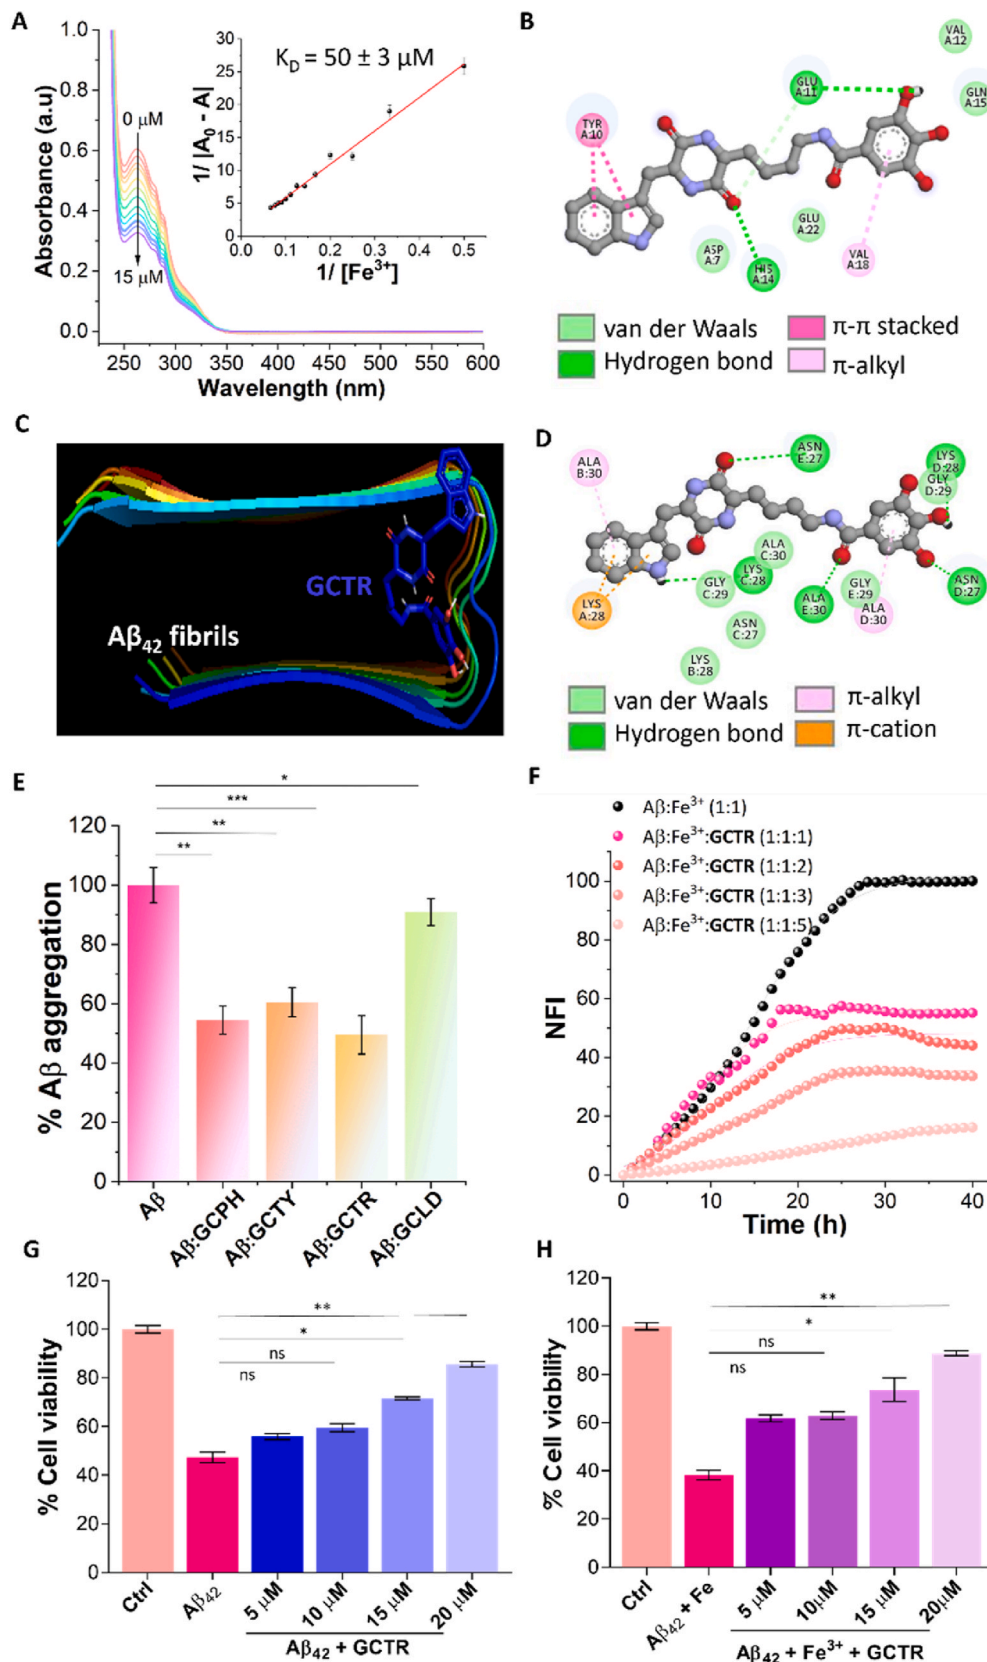 A
K_D = 50 ± 3 µM
0 µM
15 µM
Absorbance (a.u)
1.0
0.8
0.6
0.4
0.2
0.0
250 300 350 400 450 500 550 600
Wavelength (nm)
1/ |A₀ - A|
30
25
20
15
10
5
0
0.0 0.1 0.2 0.3 0.4 0.5
1/ [Fe³⁺]
B
VAL A:12
GLU A:11
GLN A:15
TYR A:10
GLU A:22
ASP A:7
HIS A:14
VAL A:18
van der Waals
π-π stacked
Hydrogen bond
π-alkyl
C
GCTR
Aβ₄₂ fibrils
D
ALA B:30
ASN E:27
LYS D:28
GLY D:29
ALA C:30
LYS C:28
GLY C:29
LYS A:28
ASN C:27
LYS B:28
ALA E:30
GLY E:29
ALA D:30
ASN D:27
van der Waals
π-alkyl
Hydrogen bond
π-cation
E
*
***
**
**
% Aβ aggregation
120
100
80
60
40
20
0
Aβ
Aβ:GCPH
Aβ:GCTY
Aβ:GCTR
Aβ:GCLD
F
Aβ:Fe³⁺ (1:1)
Aβ:Fe³⁺:GCTR (1:1:1)
Aβ:Fe³⁺:GCTR (1:1:2)
Aβ:Fe³⁺:GCTR (1:1:3)
Aβ:Fe³⁺:GCTR (1:1:5)
NFI
100
80
60
40
20
0
0 10 20 30 40
Time (h)
G
**
*
ns
ns
% Cell viability
120
100
80
60
40
20
0
Ctrl
Aβ₄₂
5 µM
10 µM
15 µM
20 µM
Aβ₄₂ + GCTR
H
**
*
ns
ns
% Cell viability
120
100
80
60
40
20
0
Ctrl
Aβ₄₂ + Fe
5 µM
10µM
15 µM
20µM
Aβ₄₂ + Fe³⁺ + GCTR